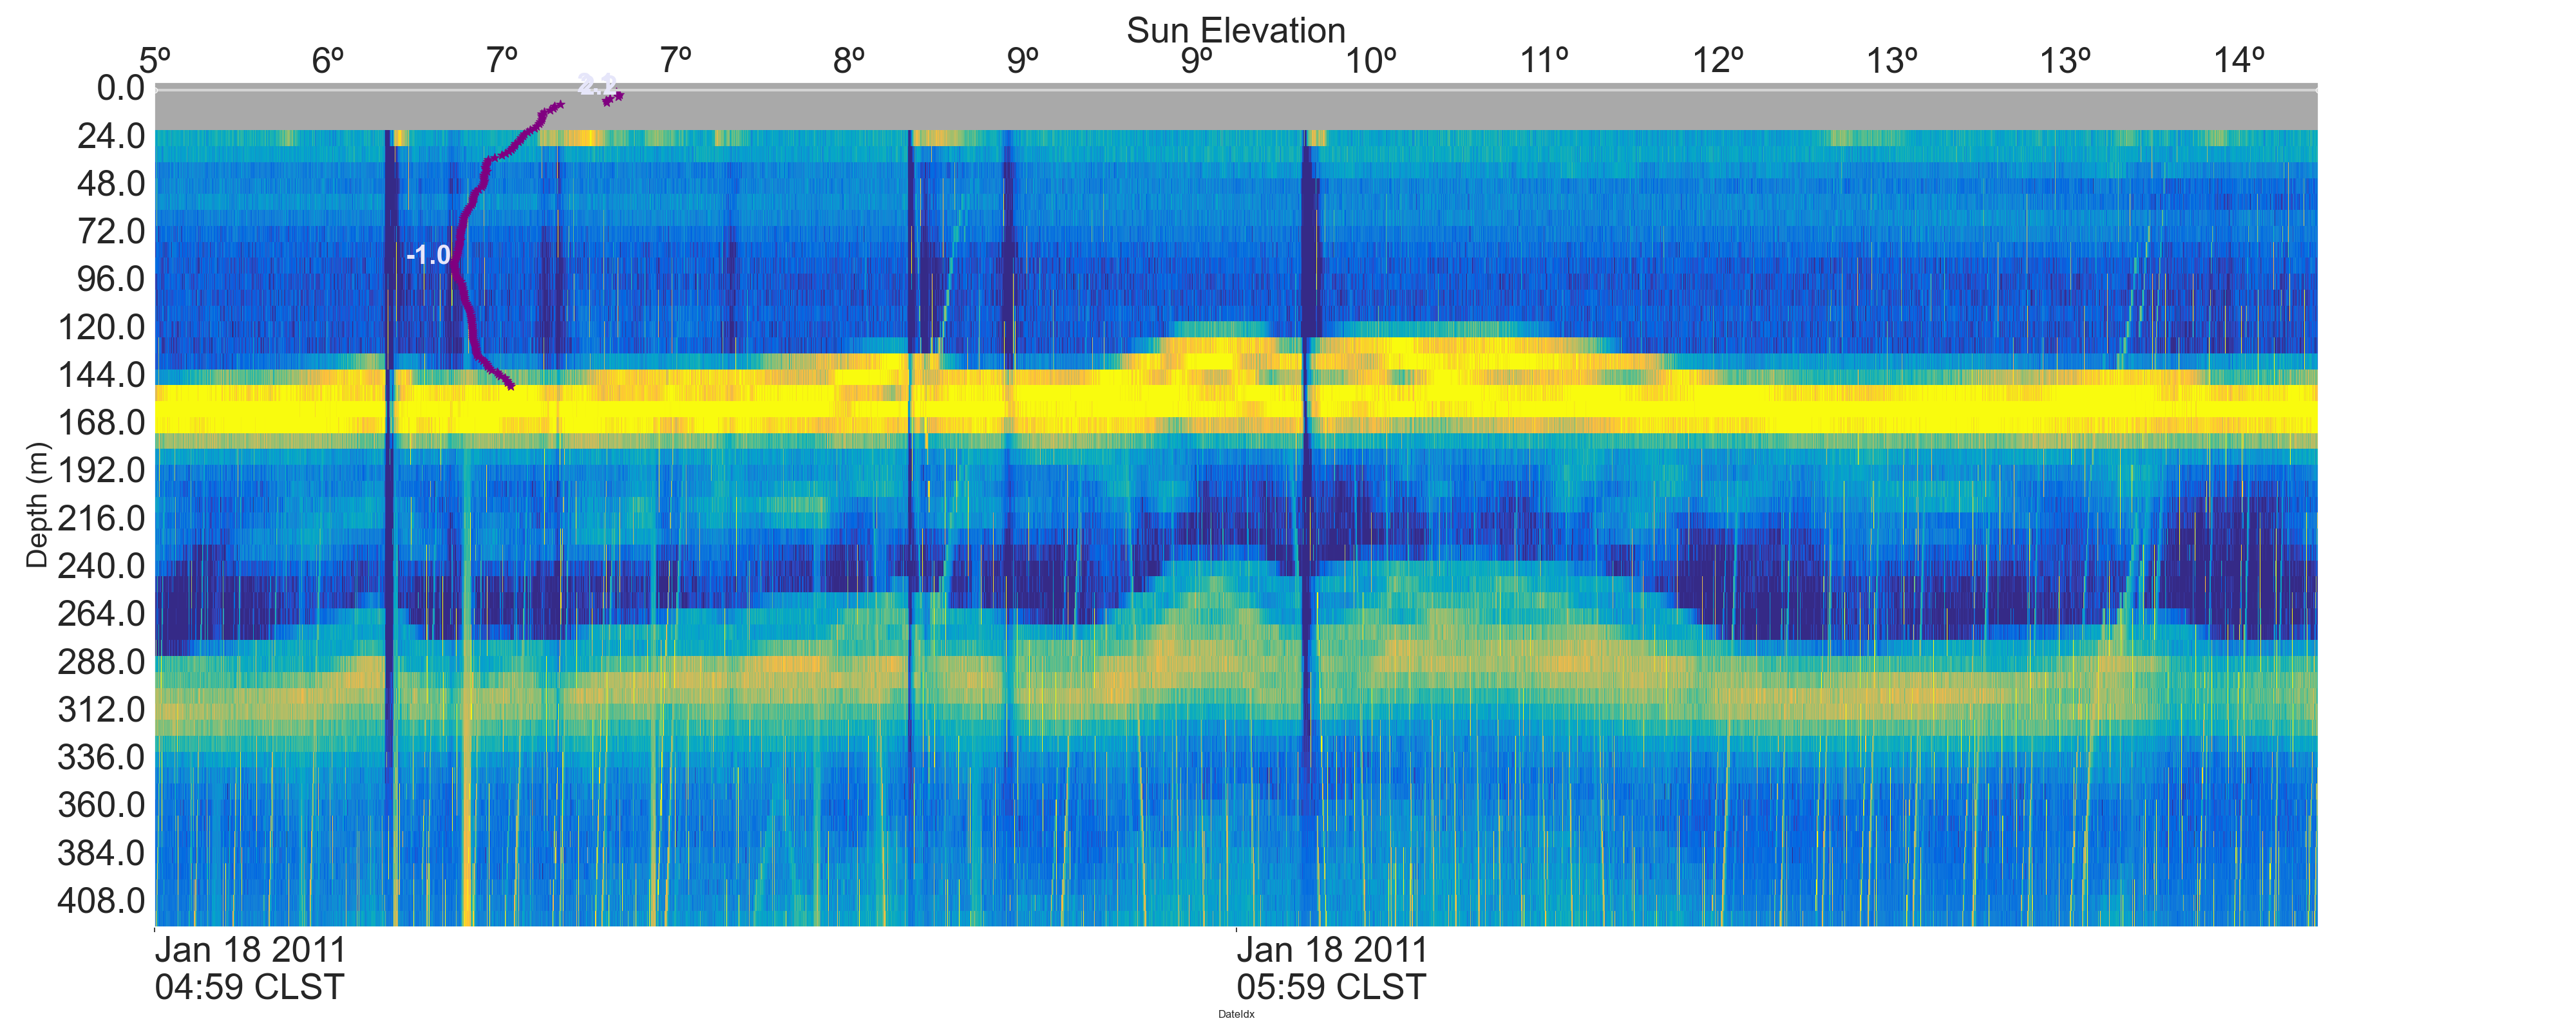 Sun Elevation
5º 6º 7º 7º 8º 9º 9º 10º 11º 12º 13º 13º 14º
0.0
24.0
48.0
72.0
-1.0
96.0
120.0
144.0
168.0
192.0
216.0
240.0
264.0
288.0
312.0
336.0
360.0
384.0
408.0
Depth (m)
Jan 18 2011
04:59 CLST
Jan 18 2011
05:59 CLST
DateIdx